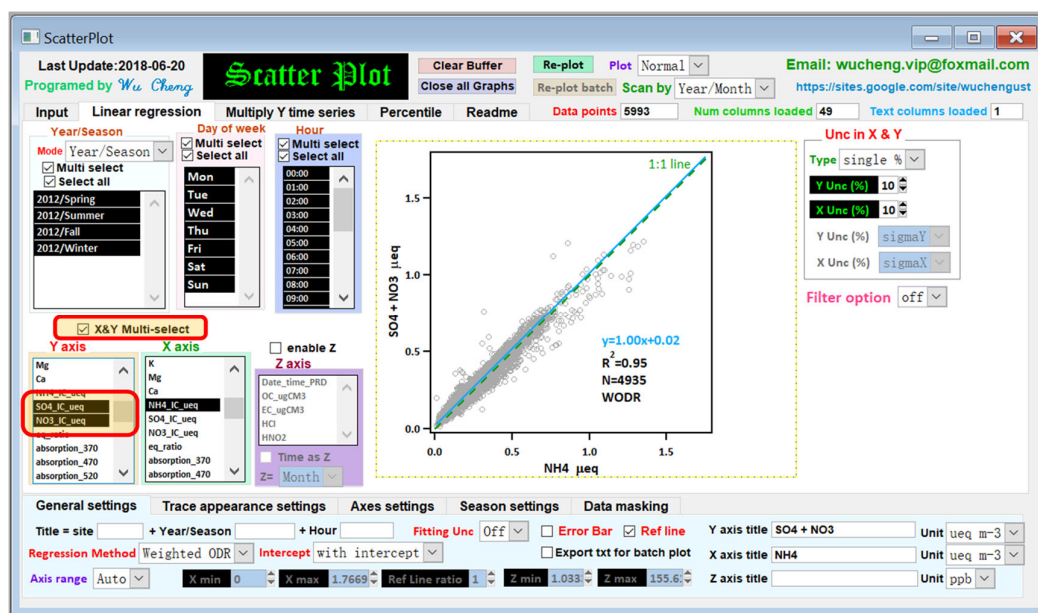 ScatterPlot
Last Update:2018-06-20
Programed by Wu Cheng
Scatter Plot
Clear Buffer
Close all Graphs
Re-plot
Plot Normal
Re-plot batch
Scan by Year/Month
Email: wucheng.vip@foxmail.com
https://sites.google.com/site/wuchengust
Input
Linear regression
Multiply Y time series
Percentile
Readme
Data points 5993
Num columns loaded 49
Text columns loaded 1
Year/Season
Mode Year/Season
Multi select
Select all
2012/Spring
2012/Summer
2012/Fall
2012/Winter
Day of week
Multi select
Select all
Mon
Tue
Wed
Thu
Fri
Sat
Sun
Hour
Multi select
Select all
00:00
01:00
02:00
03:00
04:00
05:00
06:00
07:00
08:00
09:00
X&Y Multi-select
Y axis
Mg
Ca
NH4_IC_ueq
SO4_IC_ueq
NO3_IC_ueq
eq_ratio
absorption_370
absorption_470
absorption_520
X axis
K
Mg
Ca
NH4_IC_ueq
SO4_IC_ueq
NO3_IC_ueq
eq_ratio
absorption_370
absorption_470
enable Z
Z axis
Date_time_PRD
OC_ugCM3
EC_ugCM3
HCl
HNO2
Time as Z
Z= Month
SO4 + NO3 μeq
1.5
1.0
0.5
0.0
1:1 line
y=1.00x+0.02
R²=0.95
N=4935
WODR
0.0 0.5 1.0 1.5
NH4 μeq
Unc in X & Y
Type single %
Y Unc (%) 10
X Unc (%) 10
Y Unc (%) sigmaY
X Unc (%) sigmaX
Filter option off
General settings
Trace appearance settings
Axes settings
Season settings
Data masking
Title = site + Year/Season + Hour
Fitting Unc Off
Error Bar
Ref line
Y axis title SO4 + NO3
Unit ueq m-3
Regression Method Weighted ODR
Intercept with intercept
Export txt for batch plot
X axis title NH4
Unit ueq m-3
Axis range Auto
X min 0
X max 1.7669
Ref Line ratio 1
Z min 1.033
Z max 155.6
Z axis title
Unit ppb